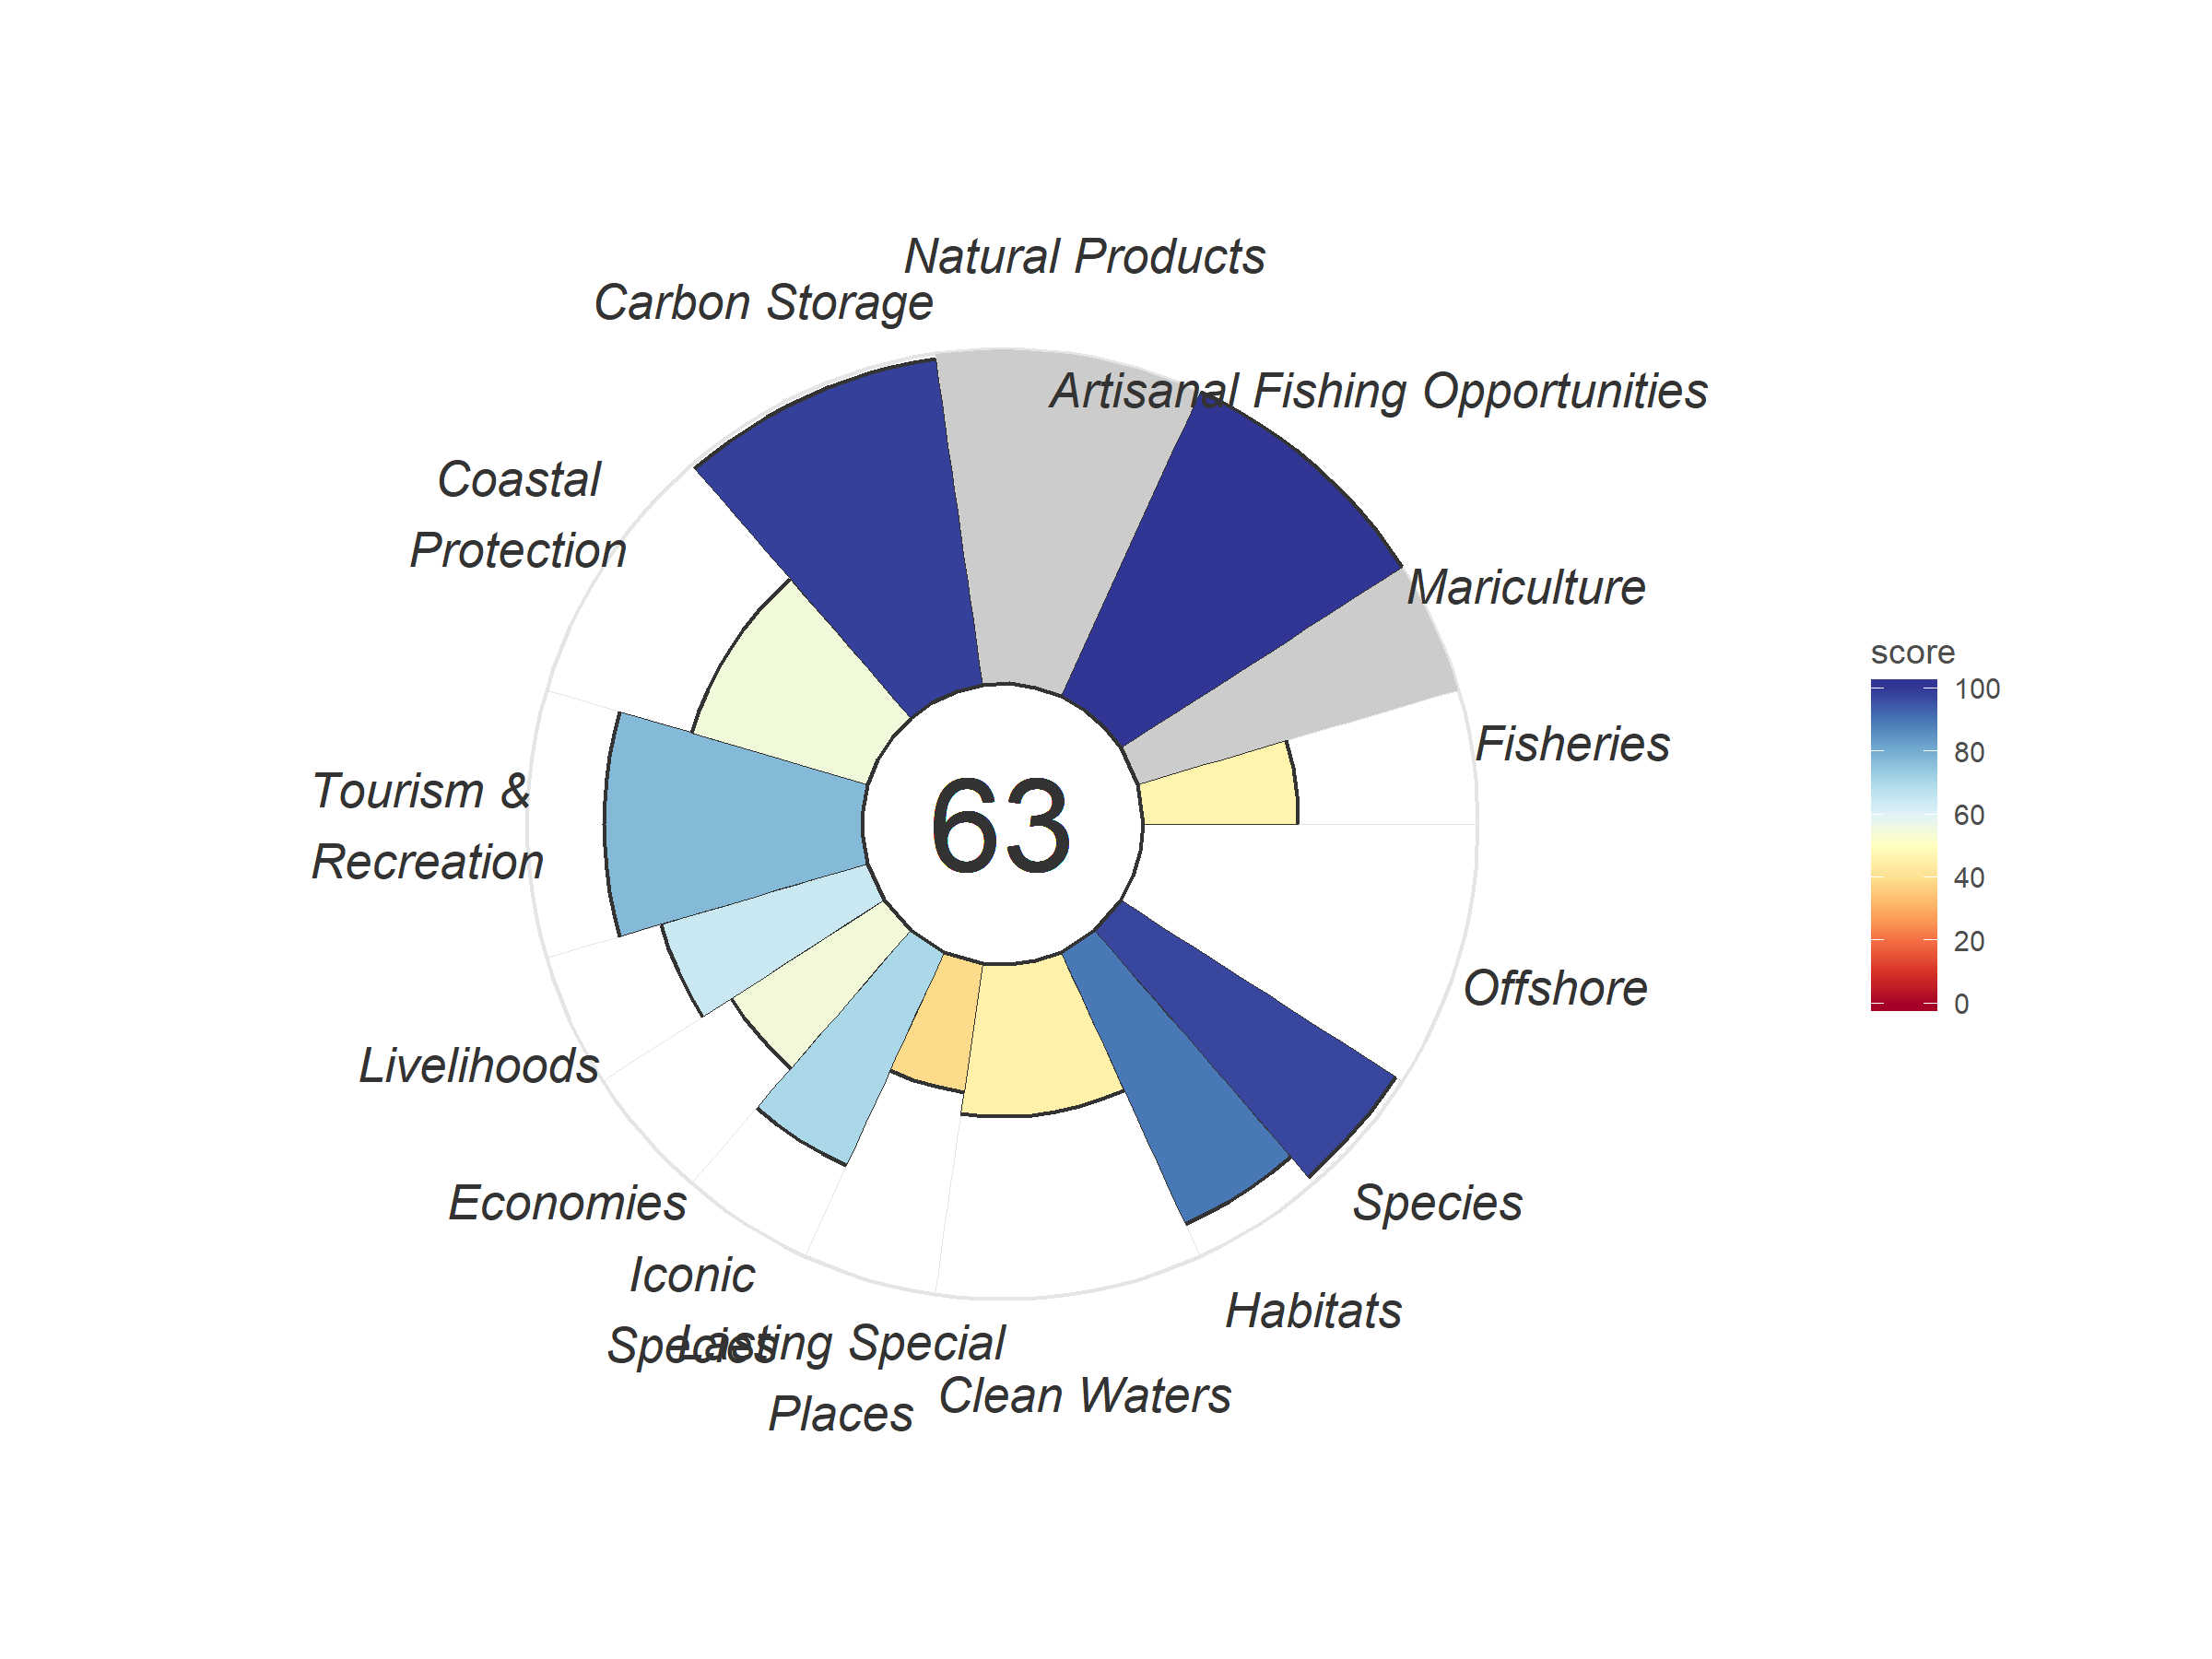 Natural Products
Carbon Storage
Artisanal Fishing Opportunities
Coastal
Protection
Mariculture
Fisheries
Tourism &
Recreation
63
Offshore
Livelihoods
Economies
Species
Iconic
Species
Habitats
Lasting Special
Places
Clean Waters
score
100
80
60
40
20
0